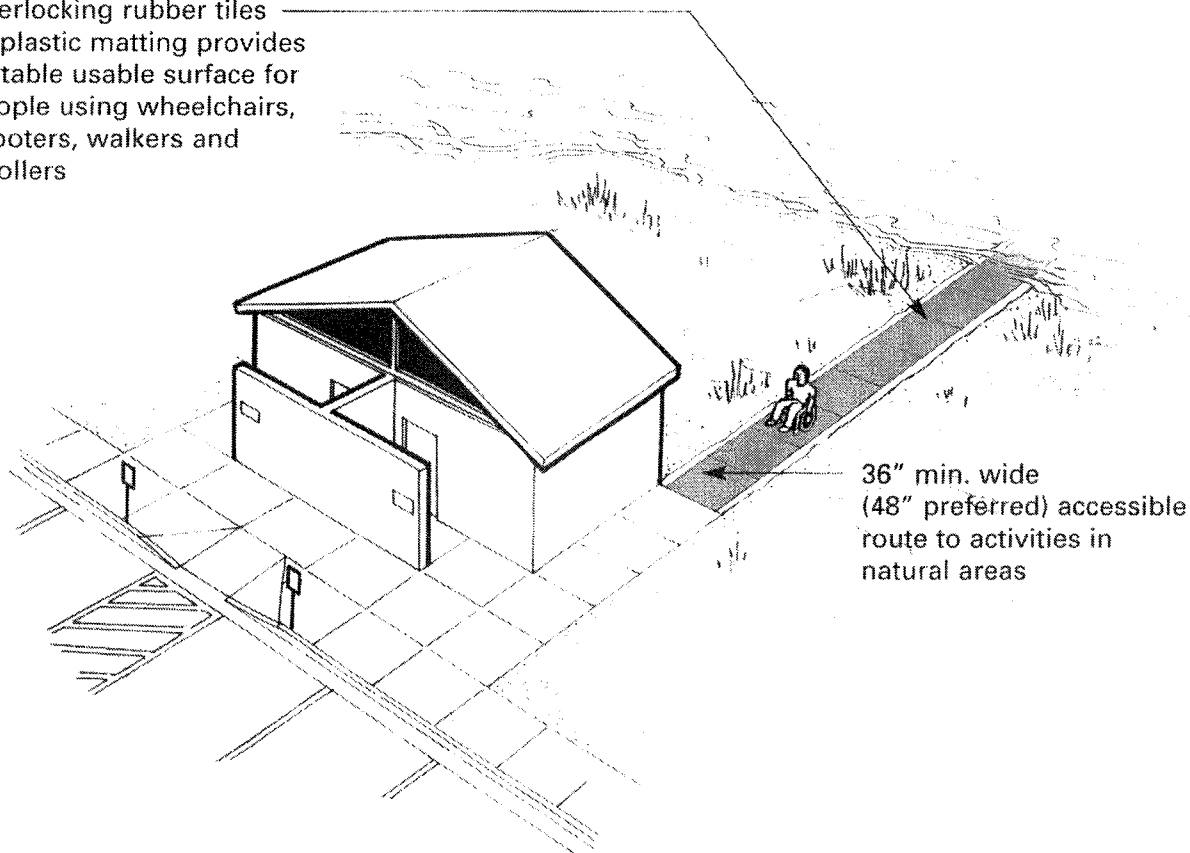 erlocking rubber tiles
plastic matting provides
table usable surface for
ople using wheelchairs,
ooters, walkers and
ollers
36” min. wide
(48” preferred) accessible
route to activities in
natural areas